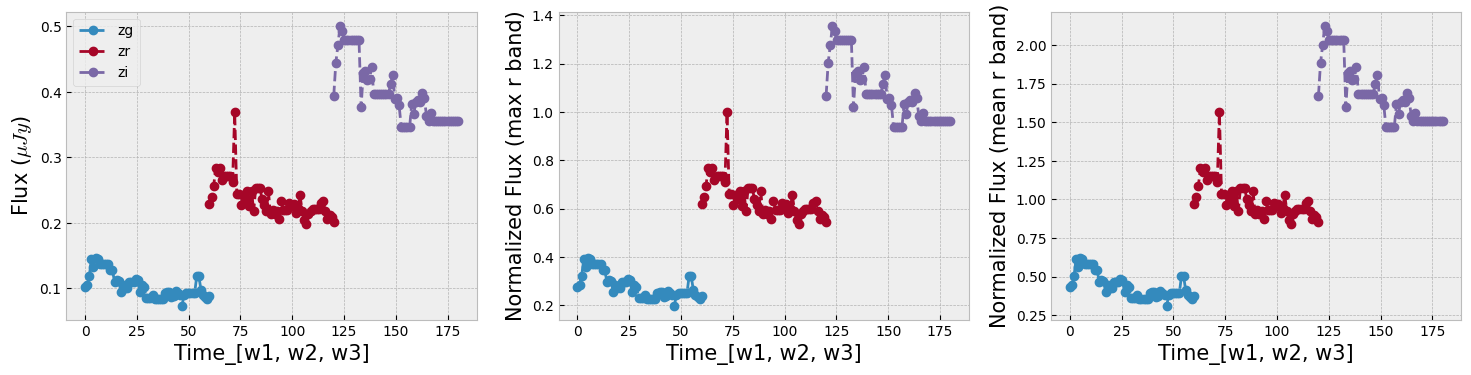 Flux (μJy)
0.5
0.4
0.3
0.2
0.1
zg
zr
zi
0 25 50 75 100 125 150 175
Time_[w1, w2, w3]
Normalized Flux (max r band)
1.4
1.2
1.0
0.8
0.6
0.4
0.2
0 25 50 75 100 125 150 175
Time_[w1, w2, w3]
Normalized Flux (mean r band)
2.00
1.75
1.50
1.25
1.00
0.75
0.50
0.25
0 25 50 75 100 125 150 175
Time_[w1, w2, w3]